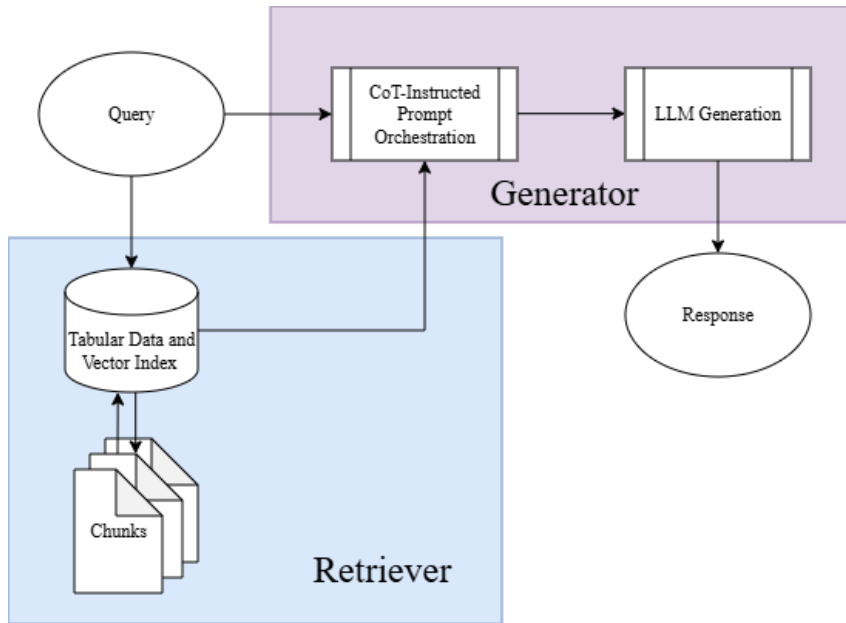 Query
CoT-Instructed
Prompt
Orchestration
LLM Generation
Generator
Tabular Data and
Vector Index
Response
Chunks
Retriever